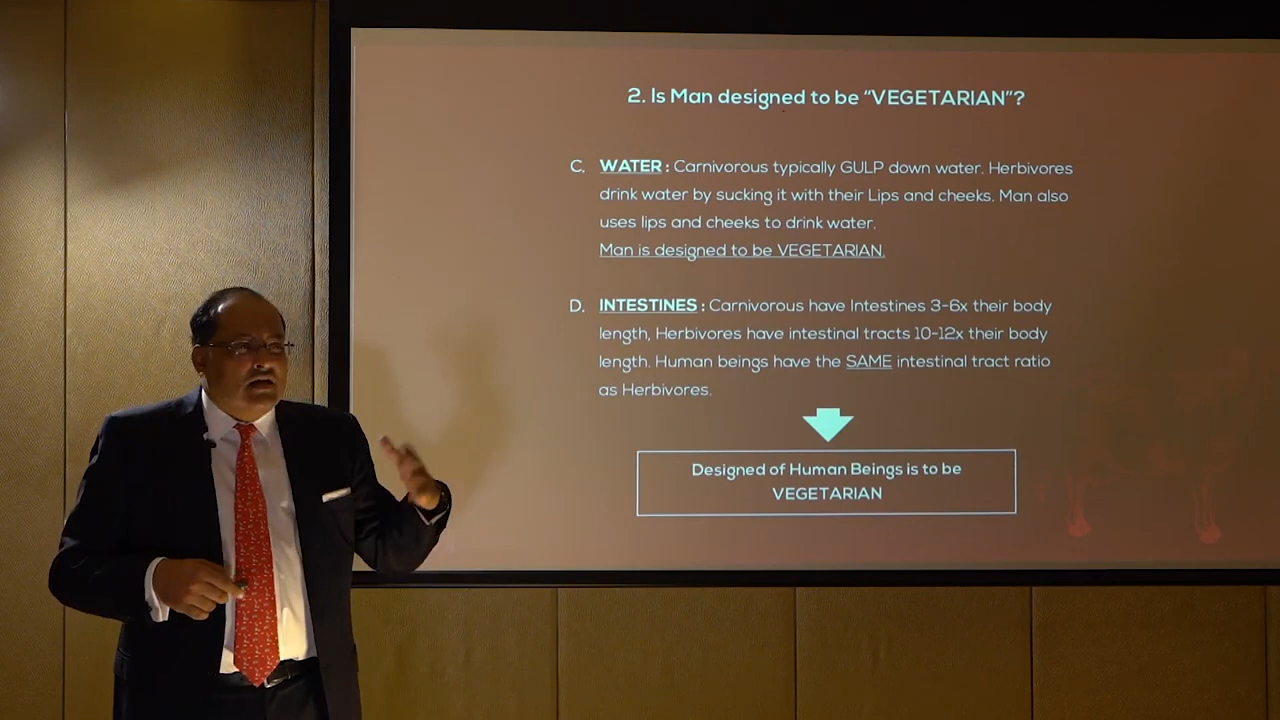 2. Is Man designed to be “VEGETARIAN”?
C. WATER : Carnivorous typically GULP down water. Herbivores
drink water by sucking it with their Lips and cheeks. Man also
uses lips and cheeks to drink water.
Man is designed to be VEGETARIAN.
D. INTESTINES : Carnivorous have Intestines 3-6x their body
length, Herbivores have intestinal tracts 10-12x their body
length. Human beings have the SAME intestinal tract ratio
as Herbivores.
Designed of Human Beings is to be
VEGETARIAN